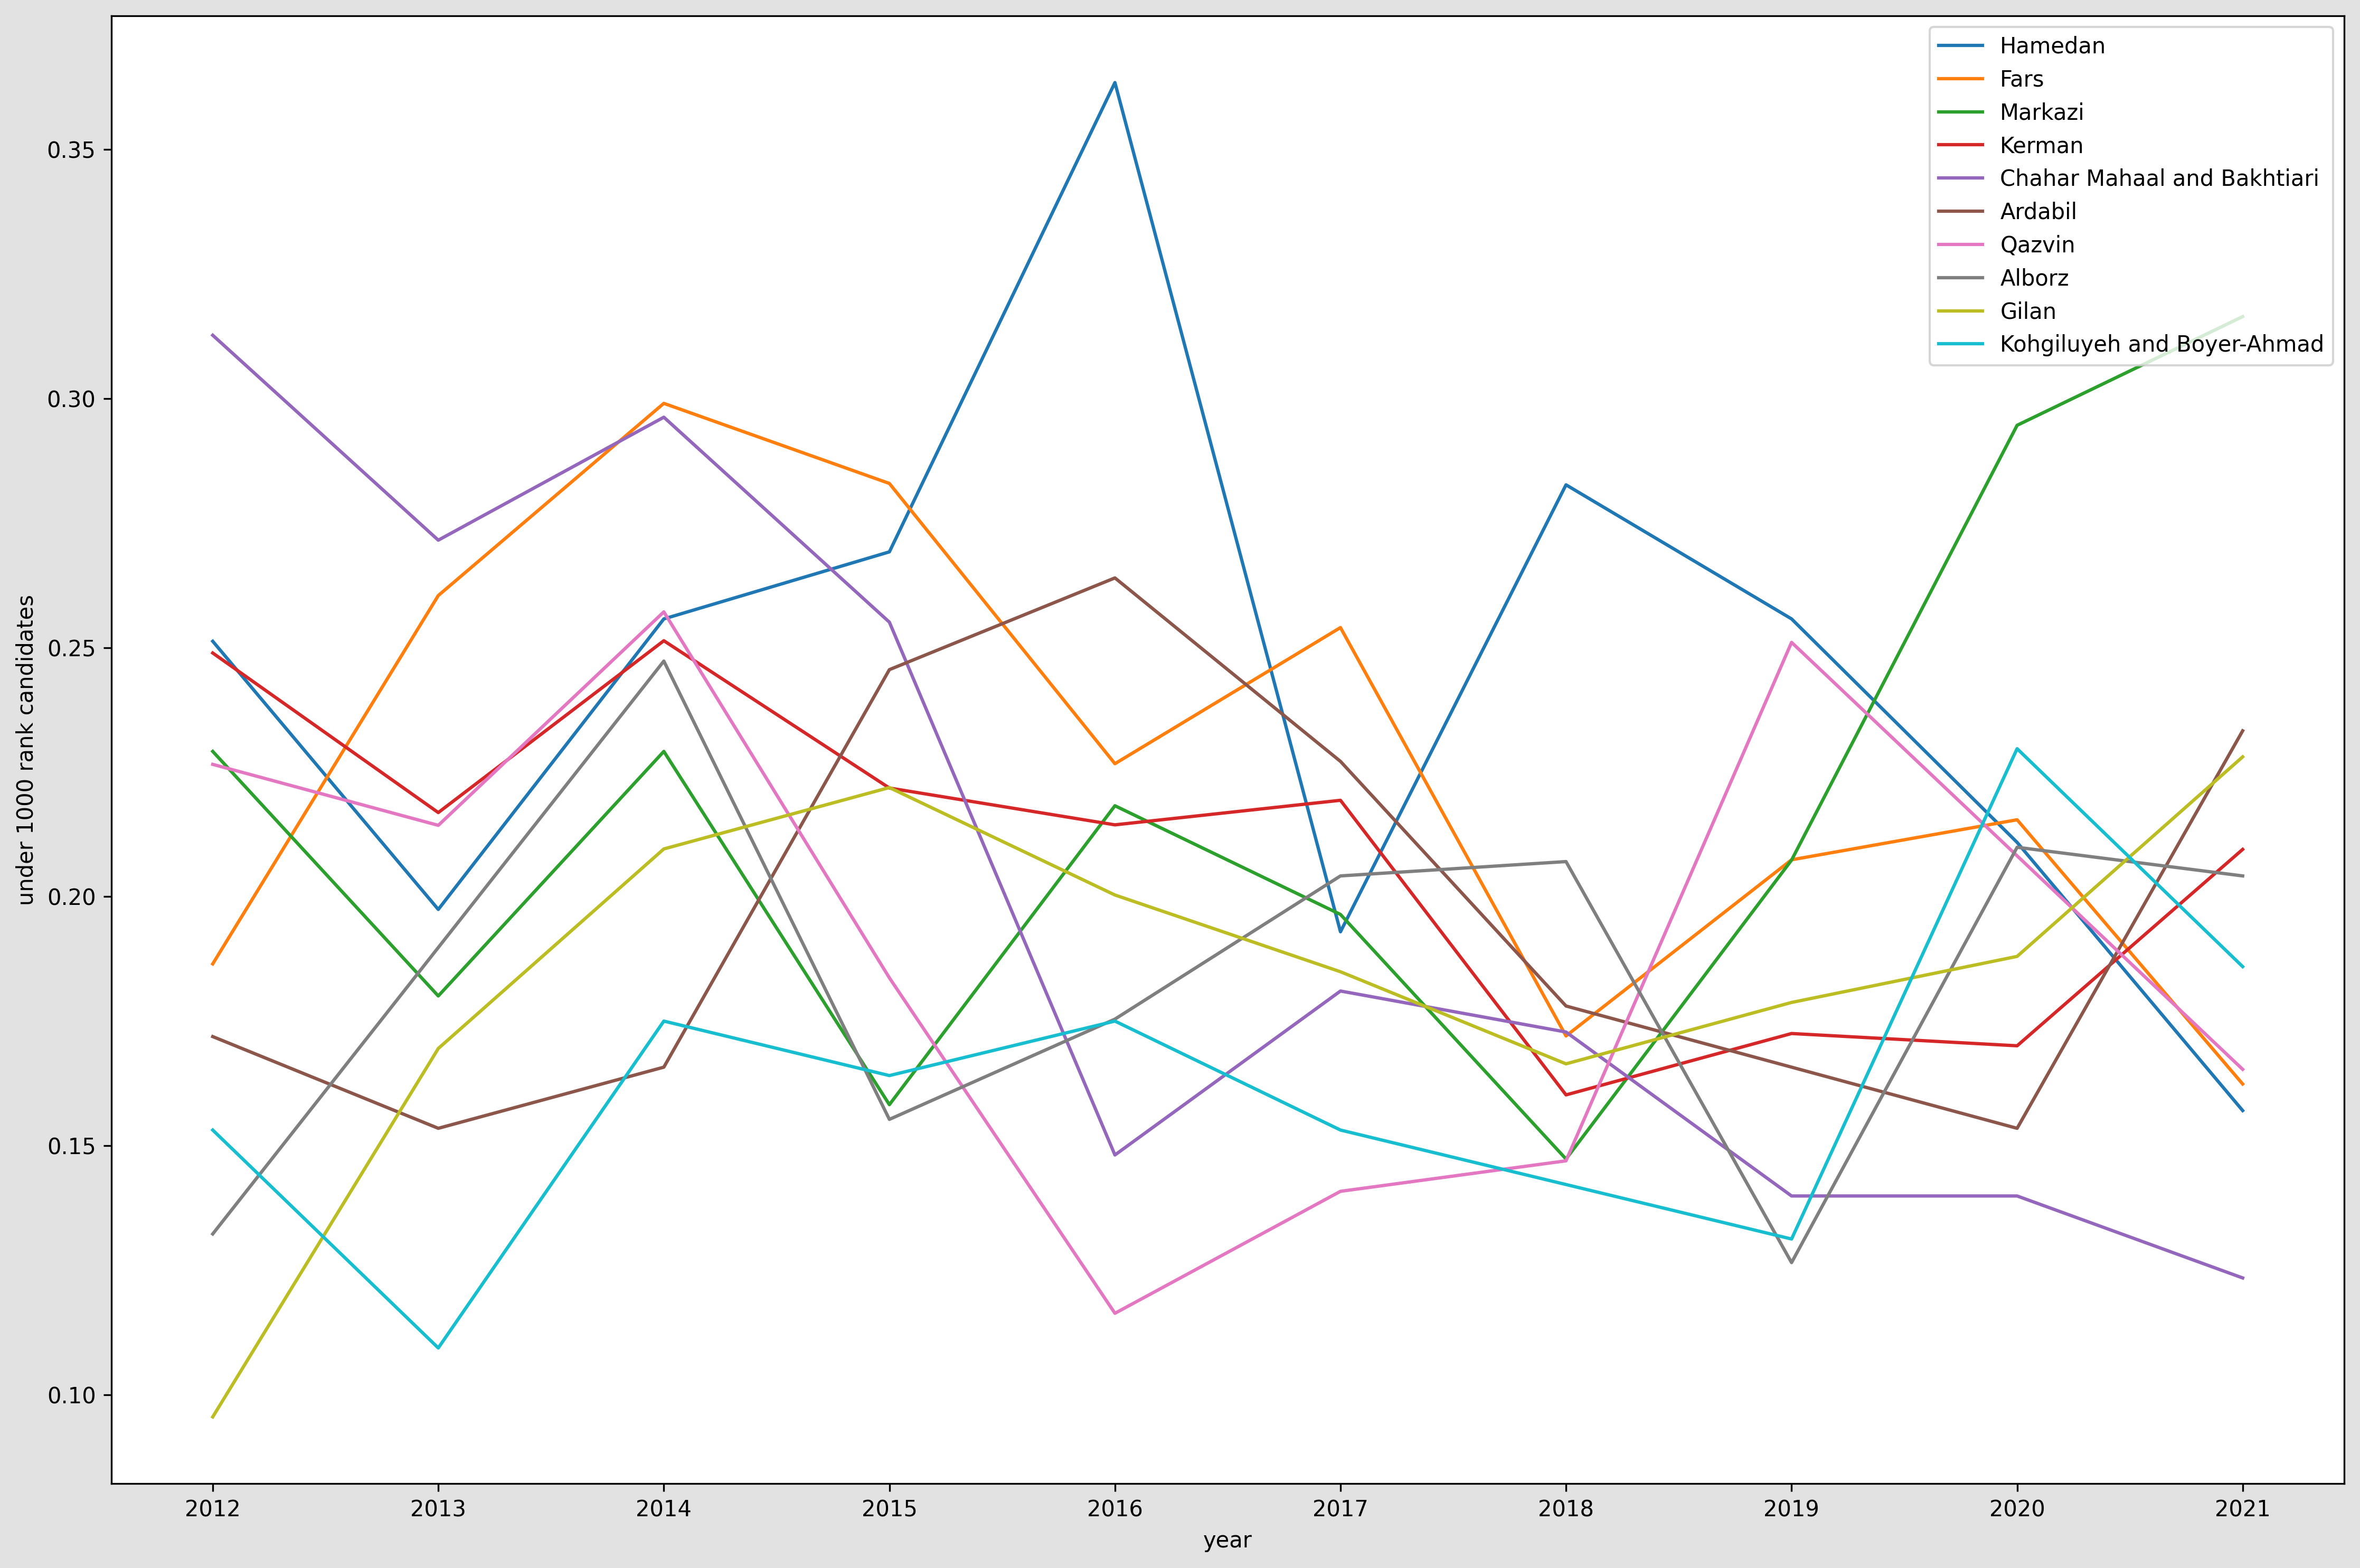 Hamedan
Fars
Markazi
Kerman
Chahar Mahaal and Bakhtiari
Ardabil
Qazvin
Alborz
Gilan
Kohgiluyeh and Boyer-Ahmad
0.35
0.30
0.25
0.20
0.15
0.10
under 1000 rank candidates
2012 2013 2014 2015 2016 2017 2018 2019 2020 2021
year